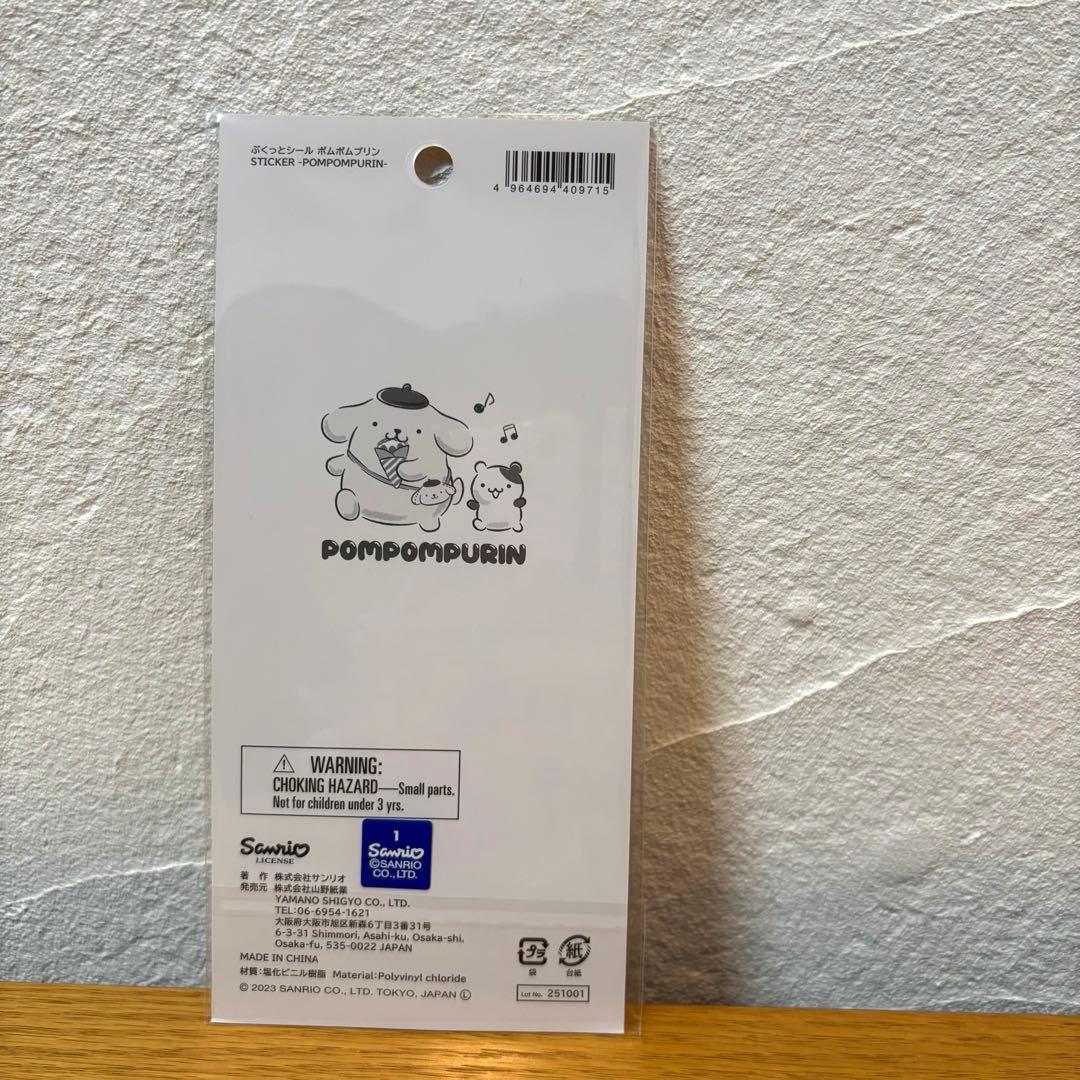 ぷくっとシール ポムポムプリン
STICKER -POMPOMPURIN-
4 964694 409715
POMPOMPURIN
WARNING:
CHOKING HAZARD—Small parts.
Not for children under 3 yrs.
Sanrio
LICENSE
1
Sanrio
©SANRIO
CO., LTD.
著 作 株式会社サンリオ
発売元 株式会社山野紙業
YAMANO SHIGYO CO., LTD.
TEL:06-6954-1621
大阪府大阪市旭区新森6丁目3番31号
6-3-31 Shimmori, Asahi-ku, Osaka-shi,
Osaka-fu, 535-0022 JAPAN
MADE IN CHINA
材質:塩化ビニル樹脂 Material:Polyvinyl chloride
© 2023 SANRIO CO., LTD. TOKYO, JAPAN Ⓛ
プラ
袋
紙
台紙
Lot No. 251001